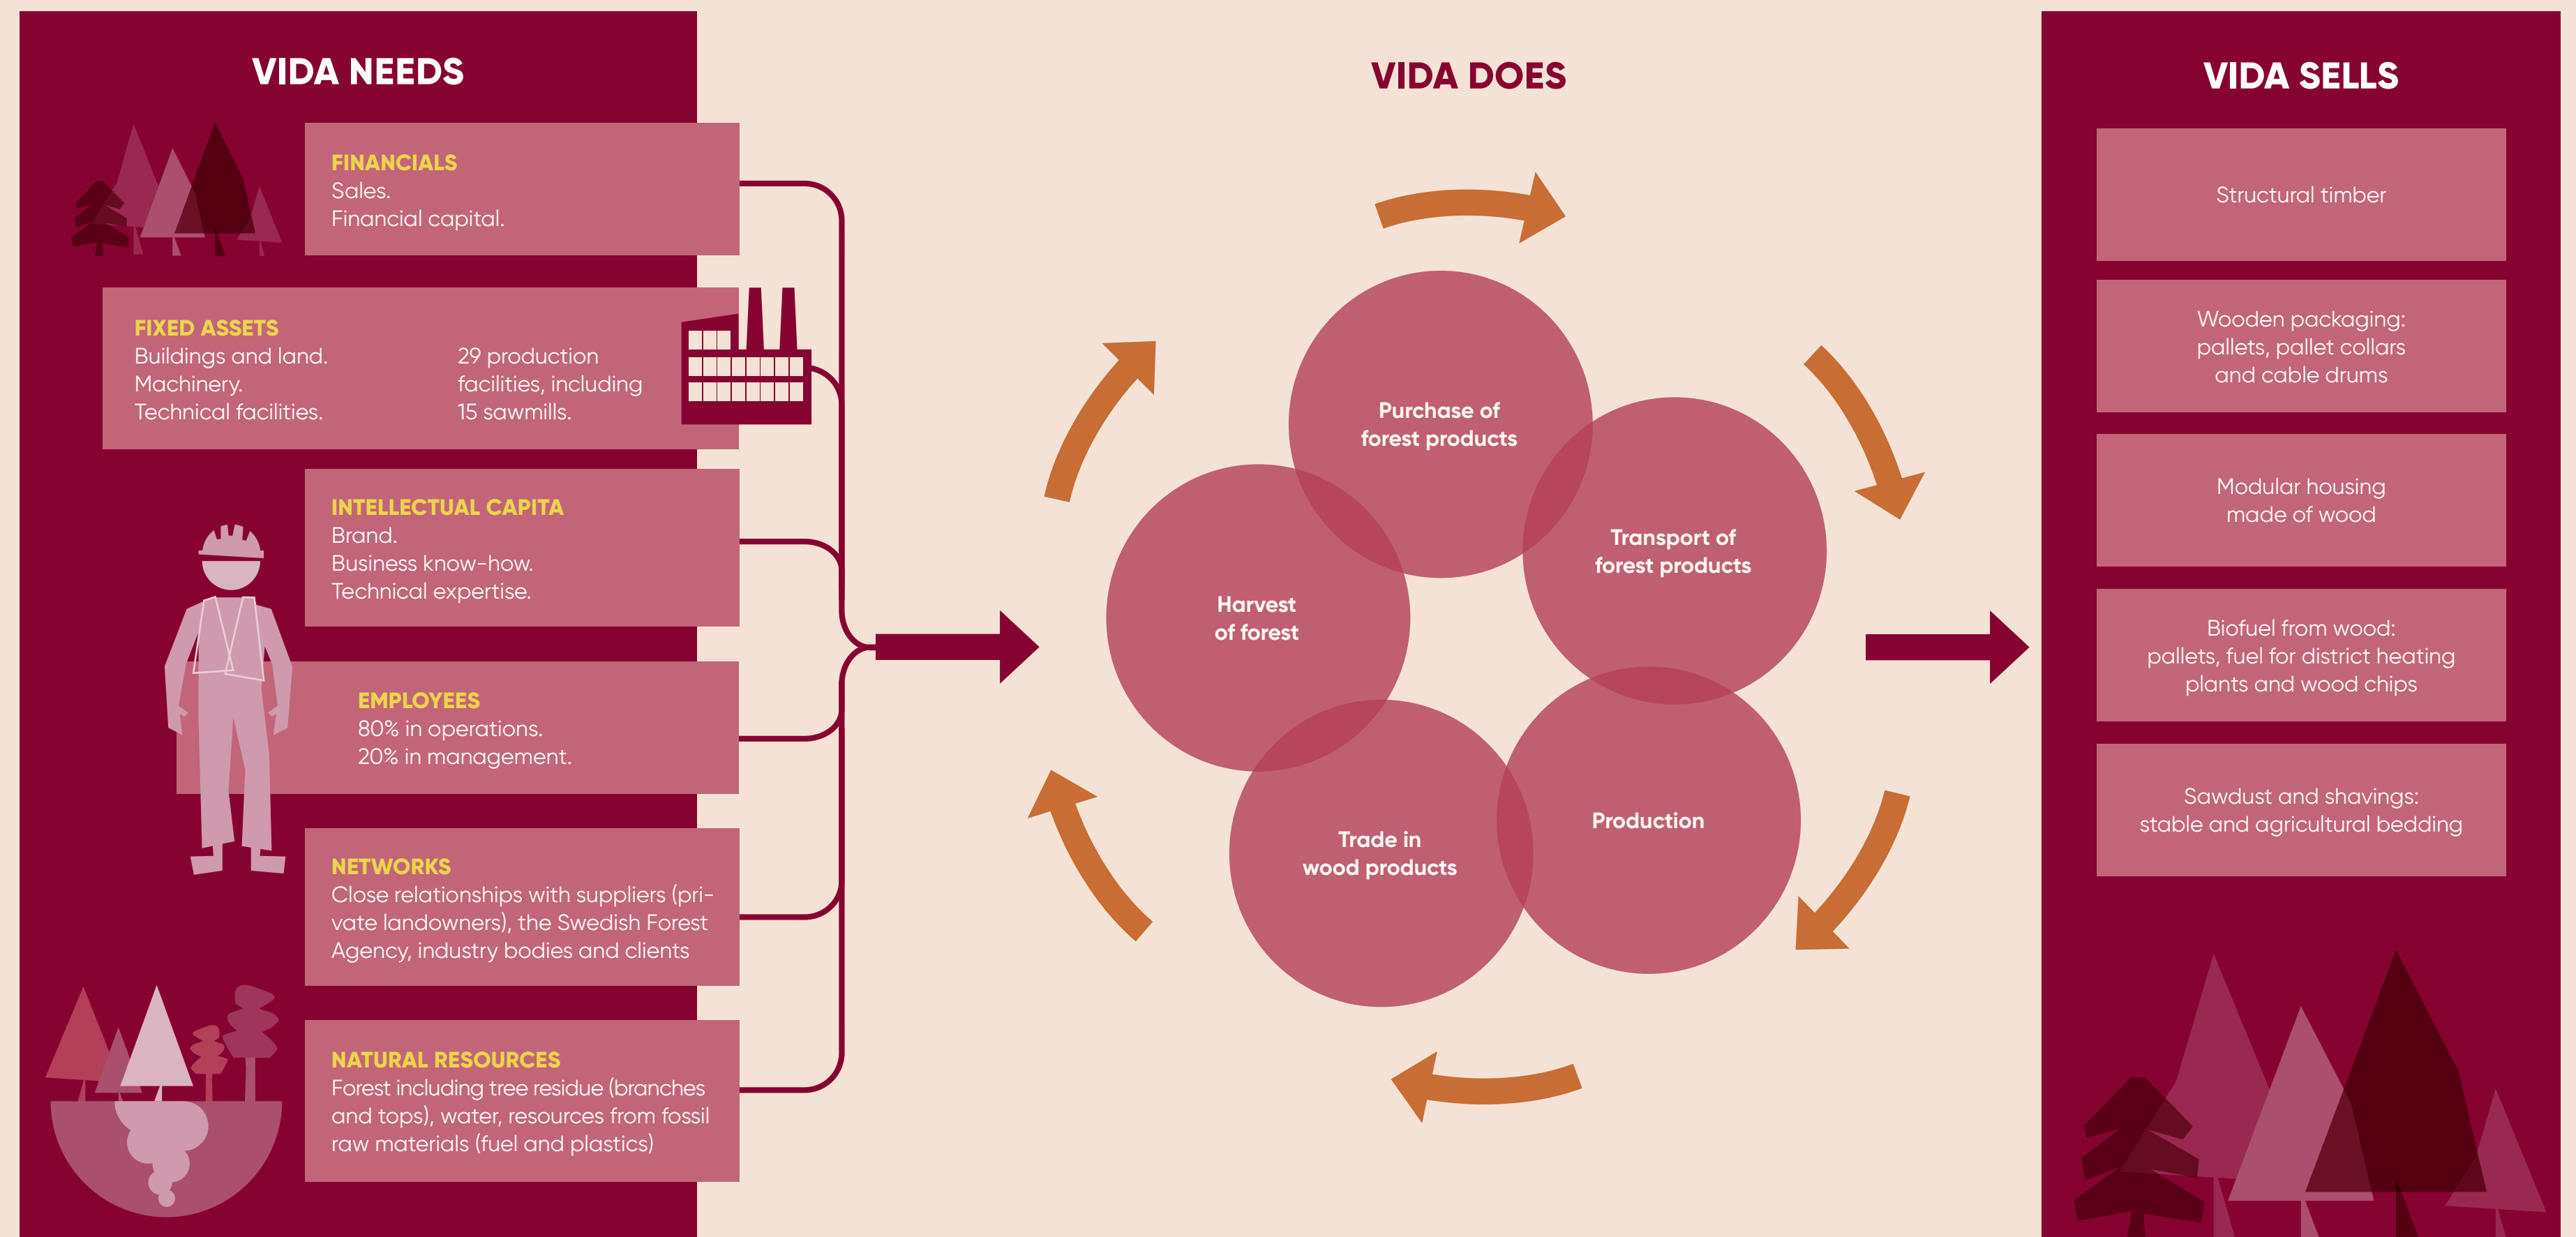 VIDA NEEDS
FINANCIALS
Sales.
Financial capital.
FIXED ASSETS
Buildings and land.
Machinery.
Technical facilities.
29 production
facilities, including
15 sawmills.
INTELLECTUAL CAPITA
Brand.
Business know-how.
Technical expertise.
EMPLOYEES
80% in operations.
20% in management.
NETWORKS
Close relationships with suppliers (pri-
vate landowners), the Swedish Forest
Agency, industry bodies and clients
NATURAL RESOURCES
Forest including tree residue (branches
and tops), water, resources from fossil
raw materials (fuel and plastics)
VIDA DOES
Purchase of
forest products
Transport of
forest products
Production
Trade in
wood products
Harvest
of forest
VIDA SELLS
Structural timber
Wooden packaging:
pallets, pallet collars
and cable drums
Modular housing
made of wood
Biofuel from wood:
pallets, fuel for district heating
plants and wood chips
Sawdust and shavings:
stable and agricultural bedding